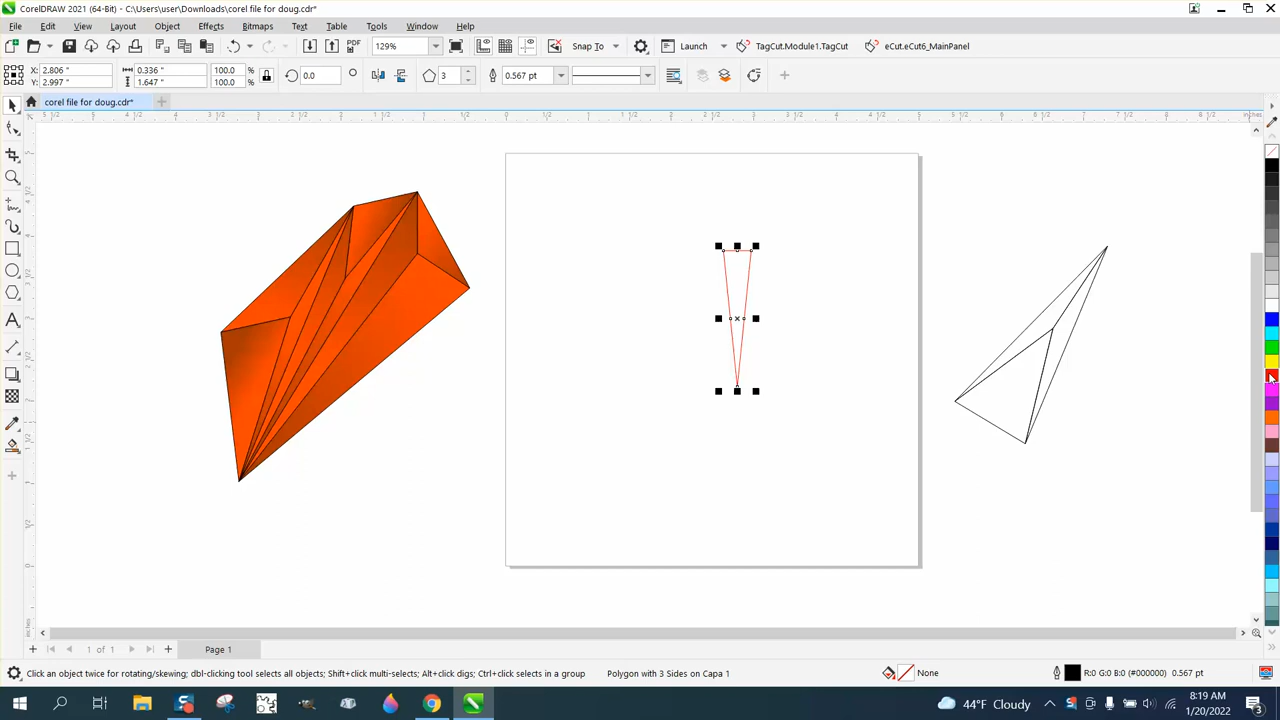 CorelDRAW 2021 (64-Bit) - C:\Users\user\Downloads\corel file for doug.cdr*
File Edit View Layout Object Effects Bitmaps Text Table Tools Window Help
PDF 129% Snap To Launch TagCut.Module1.TagCut eCut.eCut6_MainPanel
X: 2.806 " 0.336 " 100.0 % 0.0 3 0.567 pt
Y: 2.997 " 1.647 " 100.0 %
corel file for doug.cdr*
inches
Page 1
1 of 1 Page 1
Click an object twice for rotating/skewing; dbl-clicking tool selects all objects; Shift+click multi-selects; Alt+click digs; Ctrl+click selects in a group Polygon with 3 Sides on Capa 1 None R:0 G:0 B:0 (#000000) 0.567 pt
44°F Cloudy 8:19 AM
1/20/2022